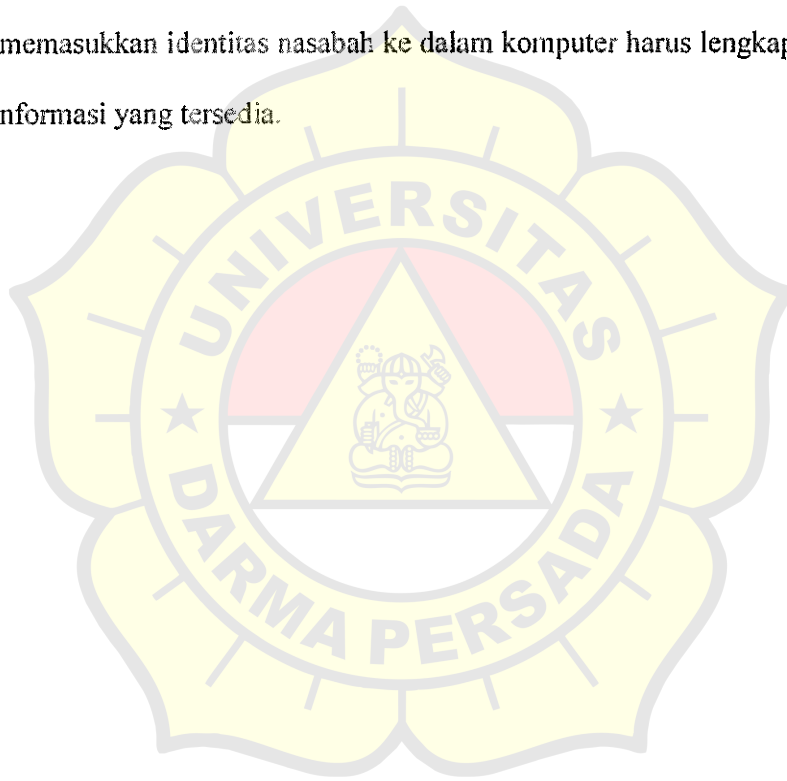 memasukkan identitas nasabah ke dalam komputer harus lengkap
nformasi yang tersedia.
UNIVERSITAS
DARMA PERSADA